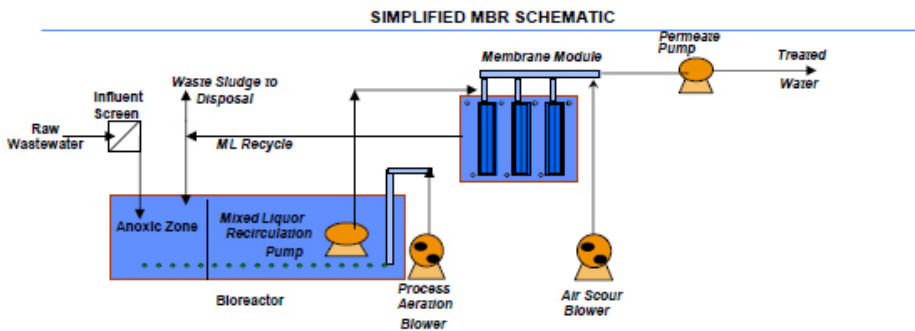 SIMPLIFIED MBR SCHEMATIC
Permeate
Pump
Treated
Water
Membrane Module
Waste Sludge to
Disposal
Influent
Screen
Raw
Wastewater
ML Recycle
Anoxic Zone
Mixed Liquor
Recirculation
Pump
Process
Aeration
Blower
Air Scour
Blower
Bioreactor